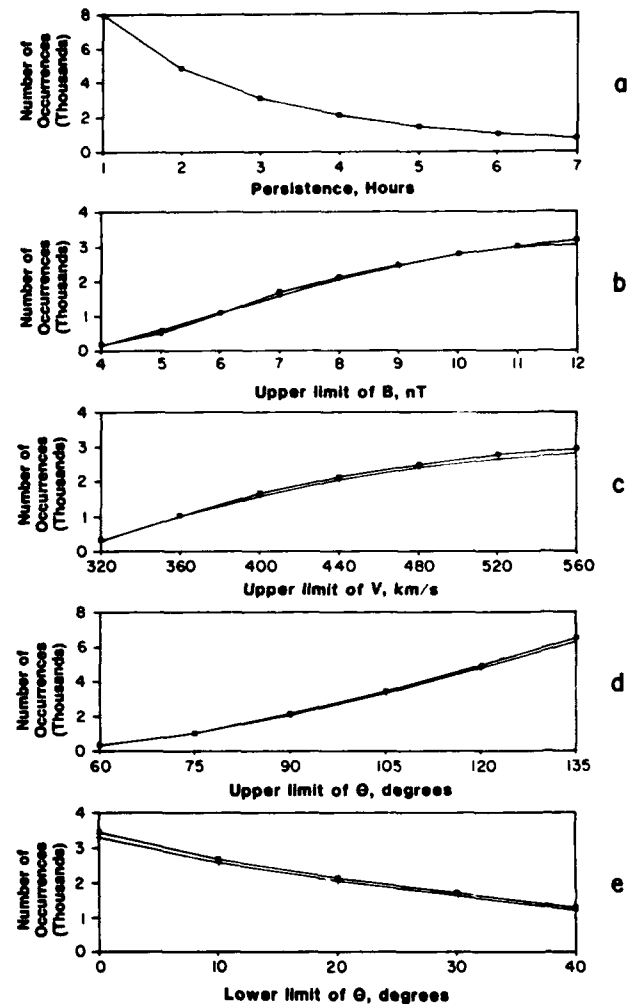 8
6
4
2
0
Number of
Occurrences
(Thousands)
1 2 3 4 5 6 7
Persistence, Hours
a
4
3
2
1
0
Number of
Occurrences
(Thousands)
4 5 6 7 8 9 10 11 12
Upper limit of B, nT
b
4
3
2
1
0
Number of
Occurrences
(Thousands)
320 360 400 440 480 520 560
Upper limit of V, km/s
c
8
6
4
2
0
Number of
Occurrences
(Thousands)
60 75 90 105 120 135
Upper limit of Θ, degrees
d
4
3
2
1
0
Number of
Occurrences
(Thousands)
0 10 20 30 40
Lower limit of Θ, degrees
e